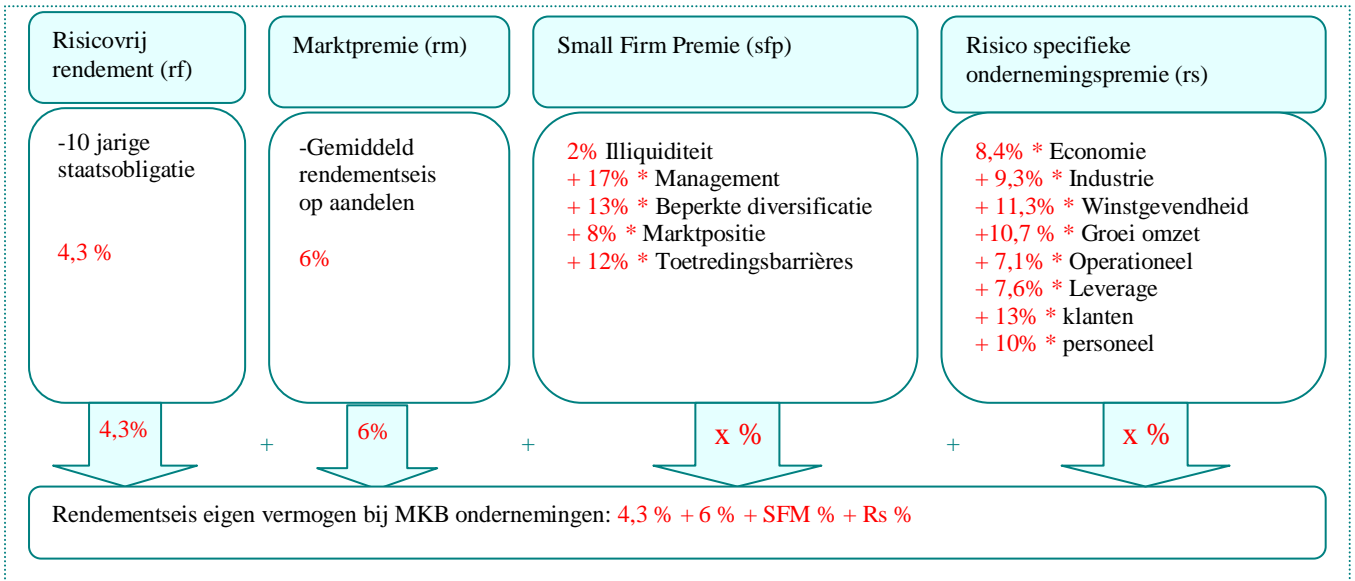 Risicovrij
rendement (rf)
-10 jarige
staatsobligatie
4,3 %
Marktpremie (rm)
-Gemiddeld
rendementseis
op aandelen
6%
Small Firm Premie (sfp)
2% Illiquiditeit
+ 17% * Management
+ 13% * Beperkte diversificatie
+ 8% * Marktpositie
+ 12% * Toetredingsbarrières
Risico specifieke
ondernemingspremie (rs)
8,4% * Economie
+ 9,3% * Industrie
+ 11,3% * Winstgevendheid
+10,7 % * Groei omzet
+ 7,1% * Operationeel
+ 7,6% * Leverage
+ 13% * klanten
+ 10% * personeel
4,3% + 6% + x % + x %
Rendementseis eigen vermogen bij MKB ondernemingen: 4,3 % + 6 % + SFM % + Rs %